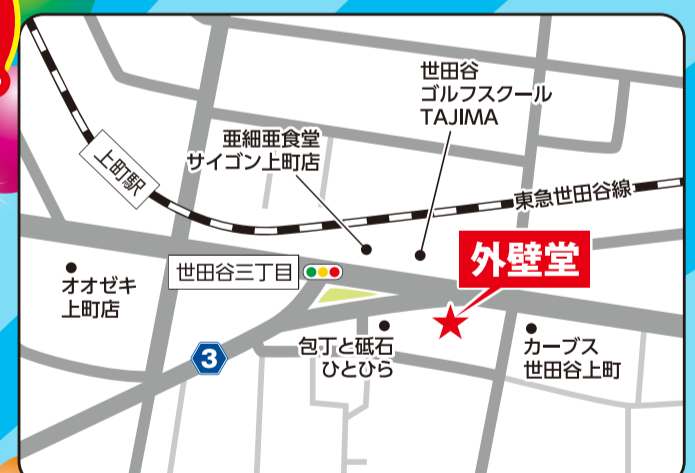 世田谷
ゴルフスクール
TAJIMA
亜細亜食堂
サイゴン上町店
上町駅
東急世田谷線
外壁堂
世田谷三丁目
オオゼキ
上町店
3
包丁と砥石
ひとひら
カーブス
世田谷上町